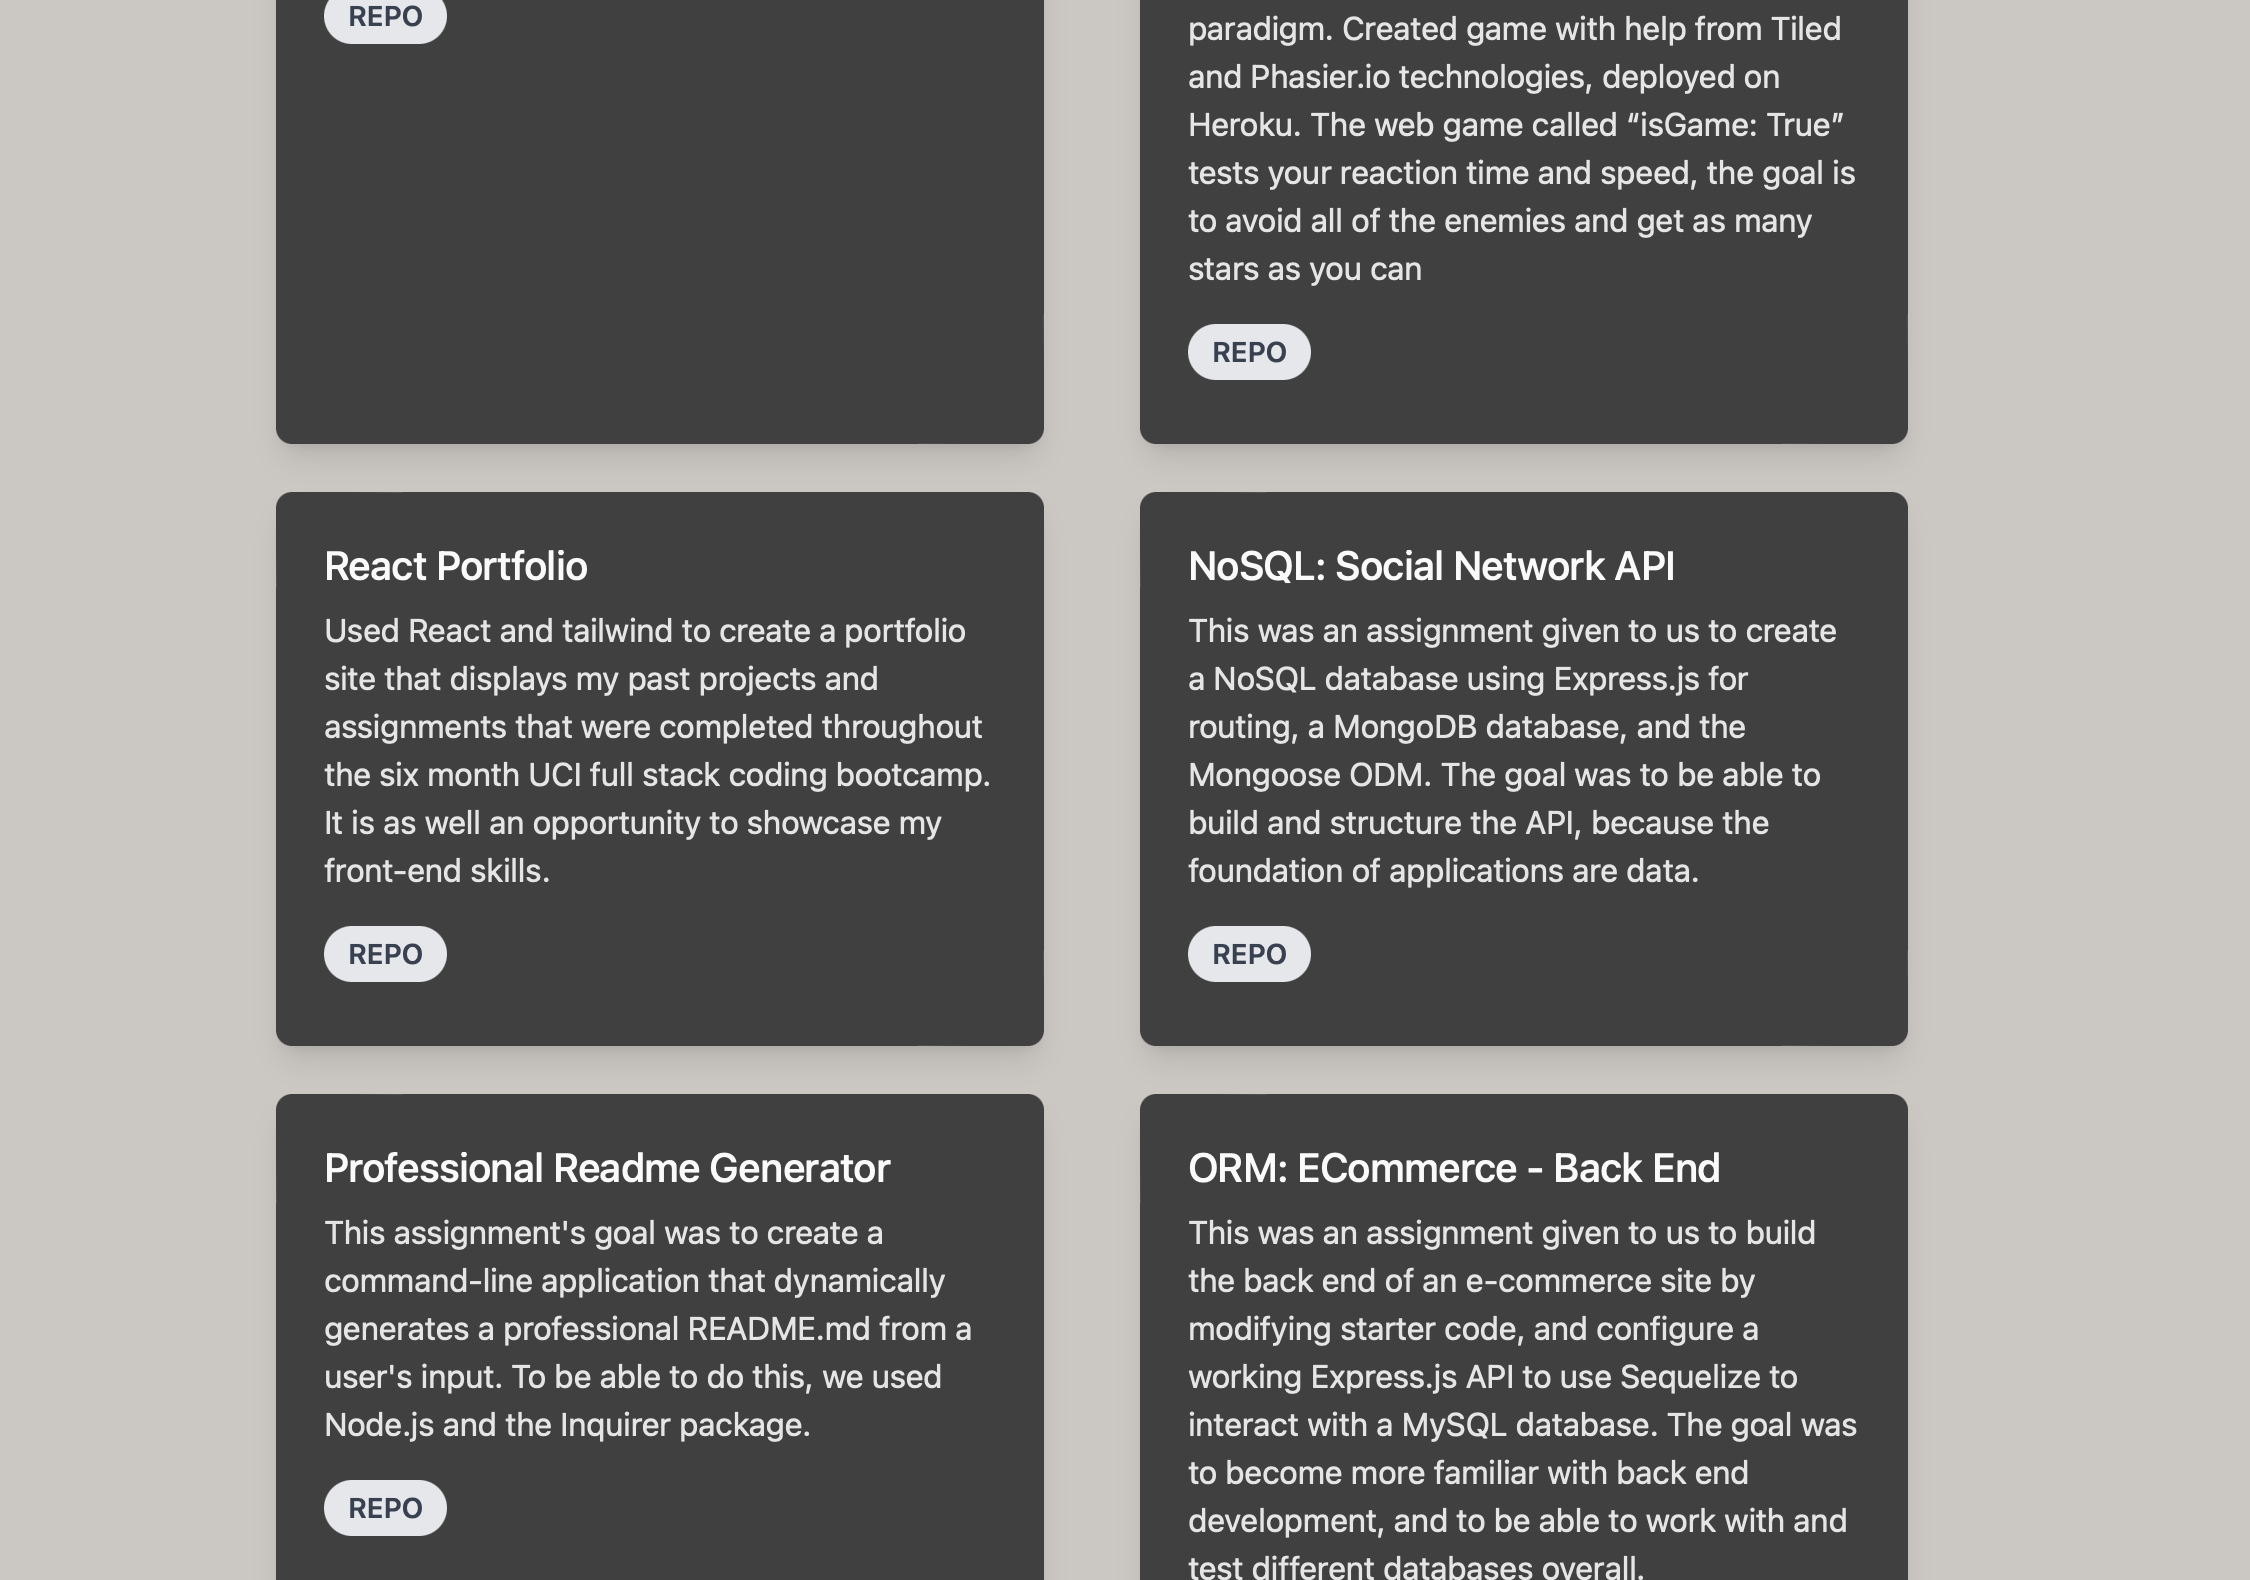 REPO
paradigm. Created game with help from Tiled
and Phasier.io technologies, deployed on
Heroku. The web game called “isGame: True”
tests your reaction time and speed, the goal is
to avoid all of the enemies and get as many
stars as you can
REPO
React Portfolio
Used React and tailwind to create a portfolio
site that displays my past projects and
assignments that were completed throughout
the six month UCI full stack coding bootcamp.
It is as well an opportunity to showcase my
front-end skills.
REPO
NoSQL: Social Network API
This was an assignment given to us to create
a NoSQL database using Express.js for
routing, a MongoDB database, and the
Mongoose ODM. The goal was to be able to
build and structure the API, because the
foundation of applications are data.
REPO
Professional Readme Generator
This assignment's goal was to create a
command-line application that dynamically
generates a professional README.md from a
user's input. To be able to do this, we used
Node.js and the Inquirer package.
REPO
ORM: ECommerce - Back End
This was an assignment given to us to build
the back end of an e-commerce site by
modifying starter code, and configure a
working Express.js API to use Sequelize to
interact with a MySQL database. The goal was
to become more familiar with back end
development, and to be able to work with and
test different databases overall.